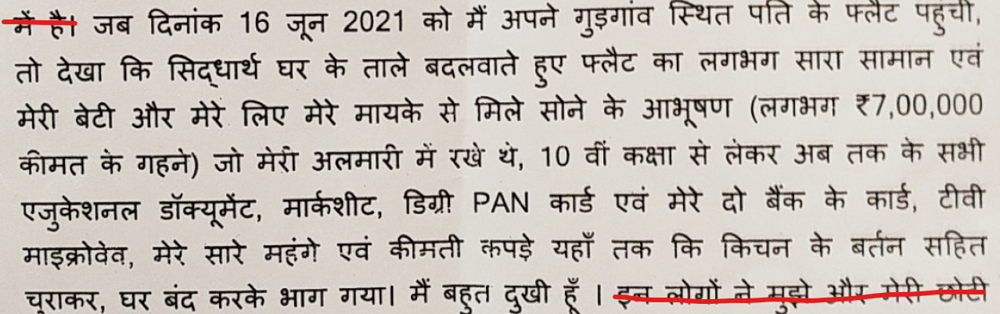 में है। जब दिनांक 16 जून 2021 को मैं अपने गुड़गांव स्थित पति के फ्लैट पहुंची,
तो देखा कि सिद्धार्थ घर के ताले बदलवाते हुए फ्लैट का लगभग सारा सामान एवं
मेरी बेटी और मेरे लिए मेरे मायके से मिले सोने के आभूषण (लगभग ₹7,00,000
कीमत के गहने) जो मेरी अलमारी में रखे थे, 10 वीं कक्षा से लेकर अब तक के सभी
एजुकेशनल डॉक्यूमेंट, मार्कशीट, डिग्री PAN कार्ड एवं मेरे दो बैंक के कार्ड, टीवी
माइक्रोवेव, मेरे सारे महंगे एवं कीमती कपड़े यहाँ तक कि किचन के बर्तन सहित
चुराकर, घर बंद करके भाग गया। मैं बहुत दुखी हूँ । इन लोगों ने मुझे और मेरी छोटी